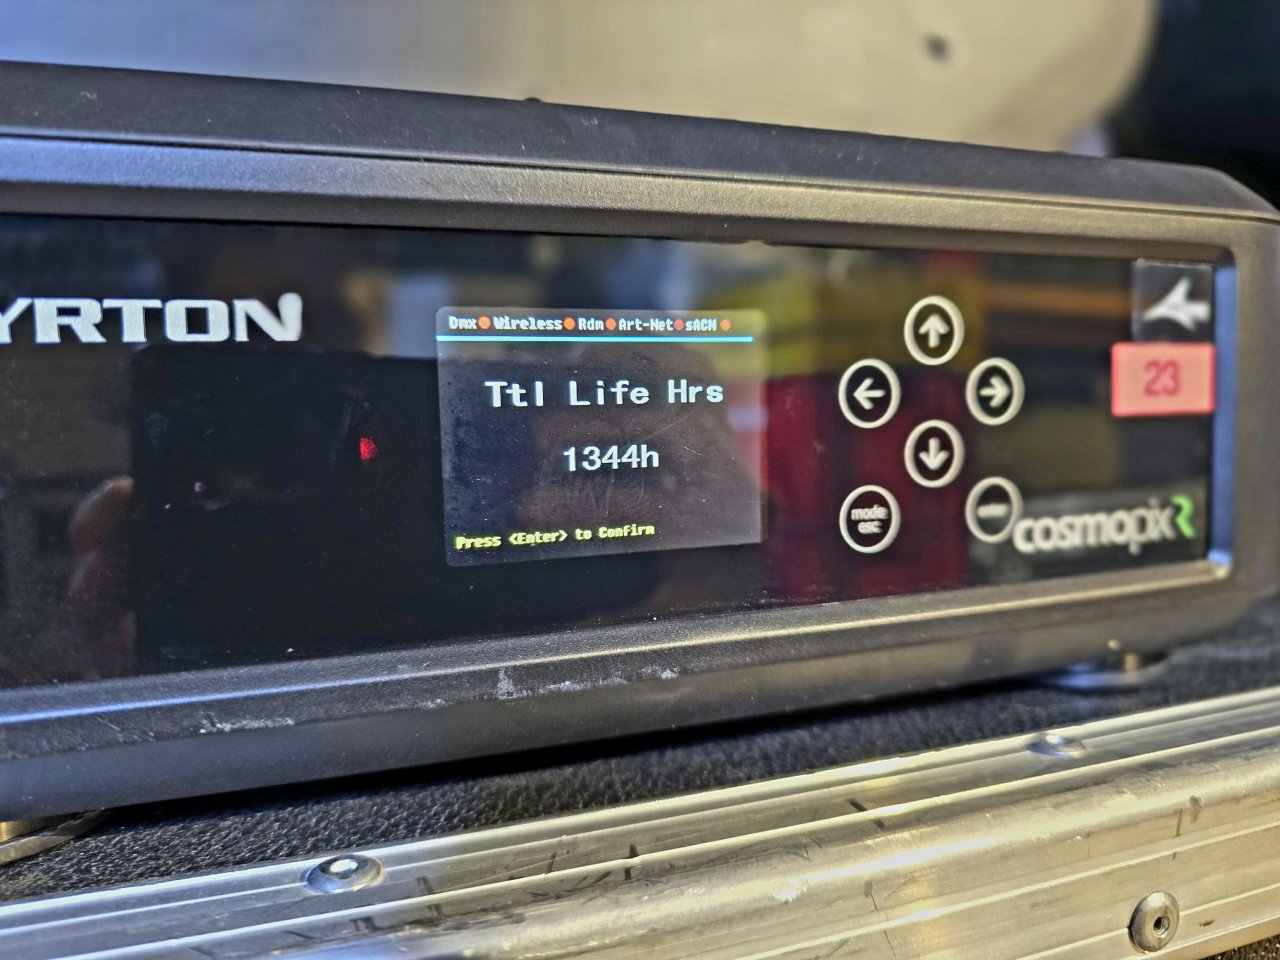 YRTON
Dmx Wireless Rdm Art-Net sACN
Ttl Life Hrs
1344h
Press <Enter> to Confirm
mode
esc
enter
23
cosmopix